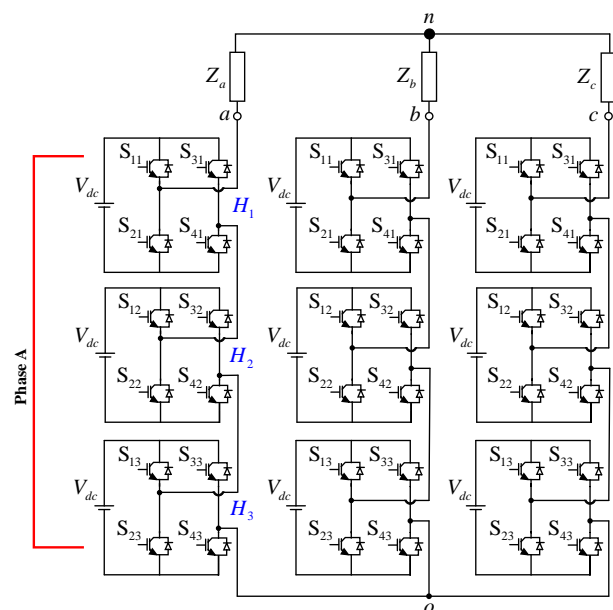 n
Z_a Z_b Z_c
a b c
S_11 S_31 S_11 S_31 S_11 S_31
V_dc V_dc V_dc
H_1
S_21 S_41 S_21 S_41 S_21 S_41
S_12 S_32 S_12 S_32 S_12 S_32
V_dc V_dc V_dc
H_2
S_22 S_42 S_22 S_42 S_22 S_42
Phase A
S_13 S_33 S_13 S_33 S_13 S_33
V_dc V_dc V_dc
H_3
S_23 S_43 S_23 S_43 S_23 S_43
o